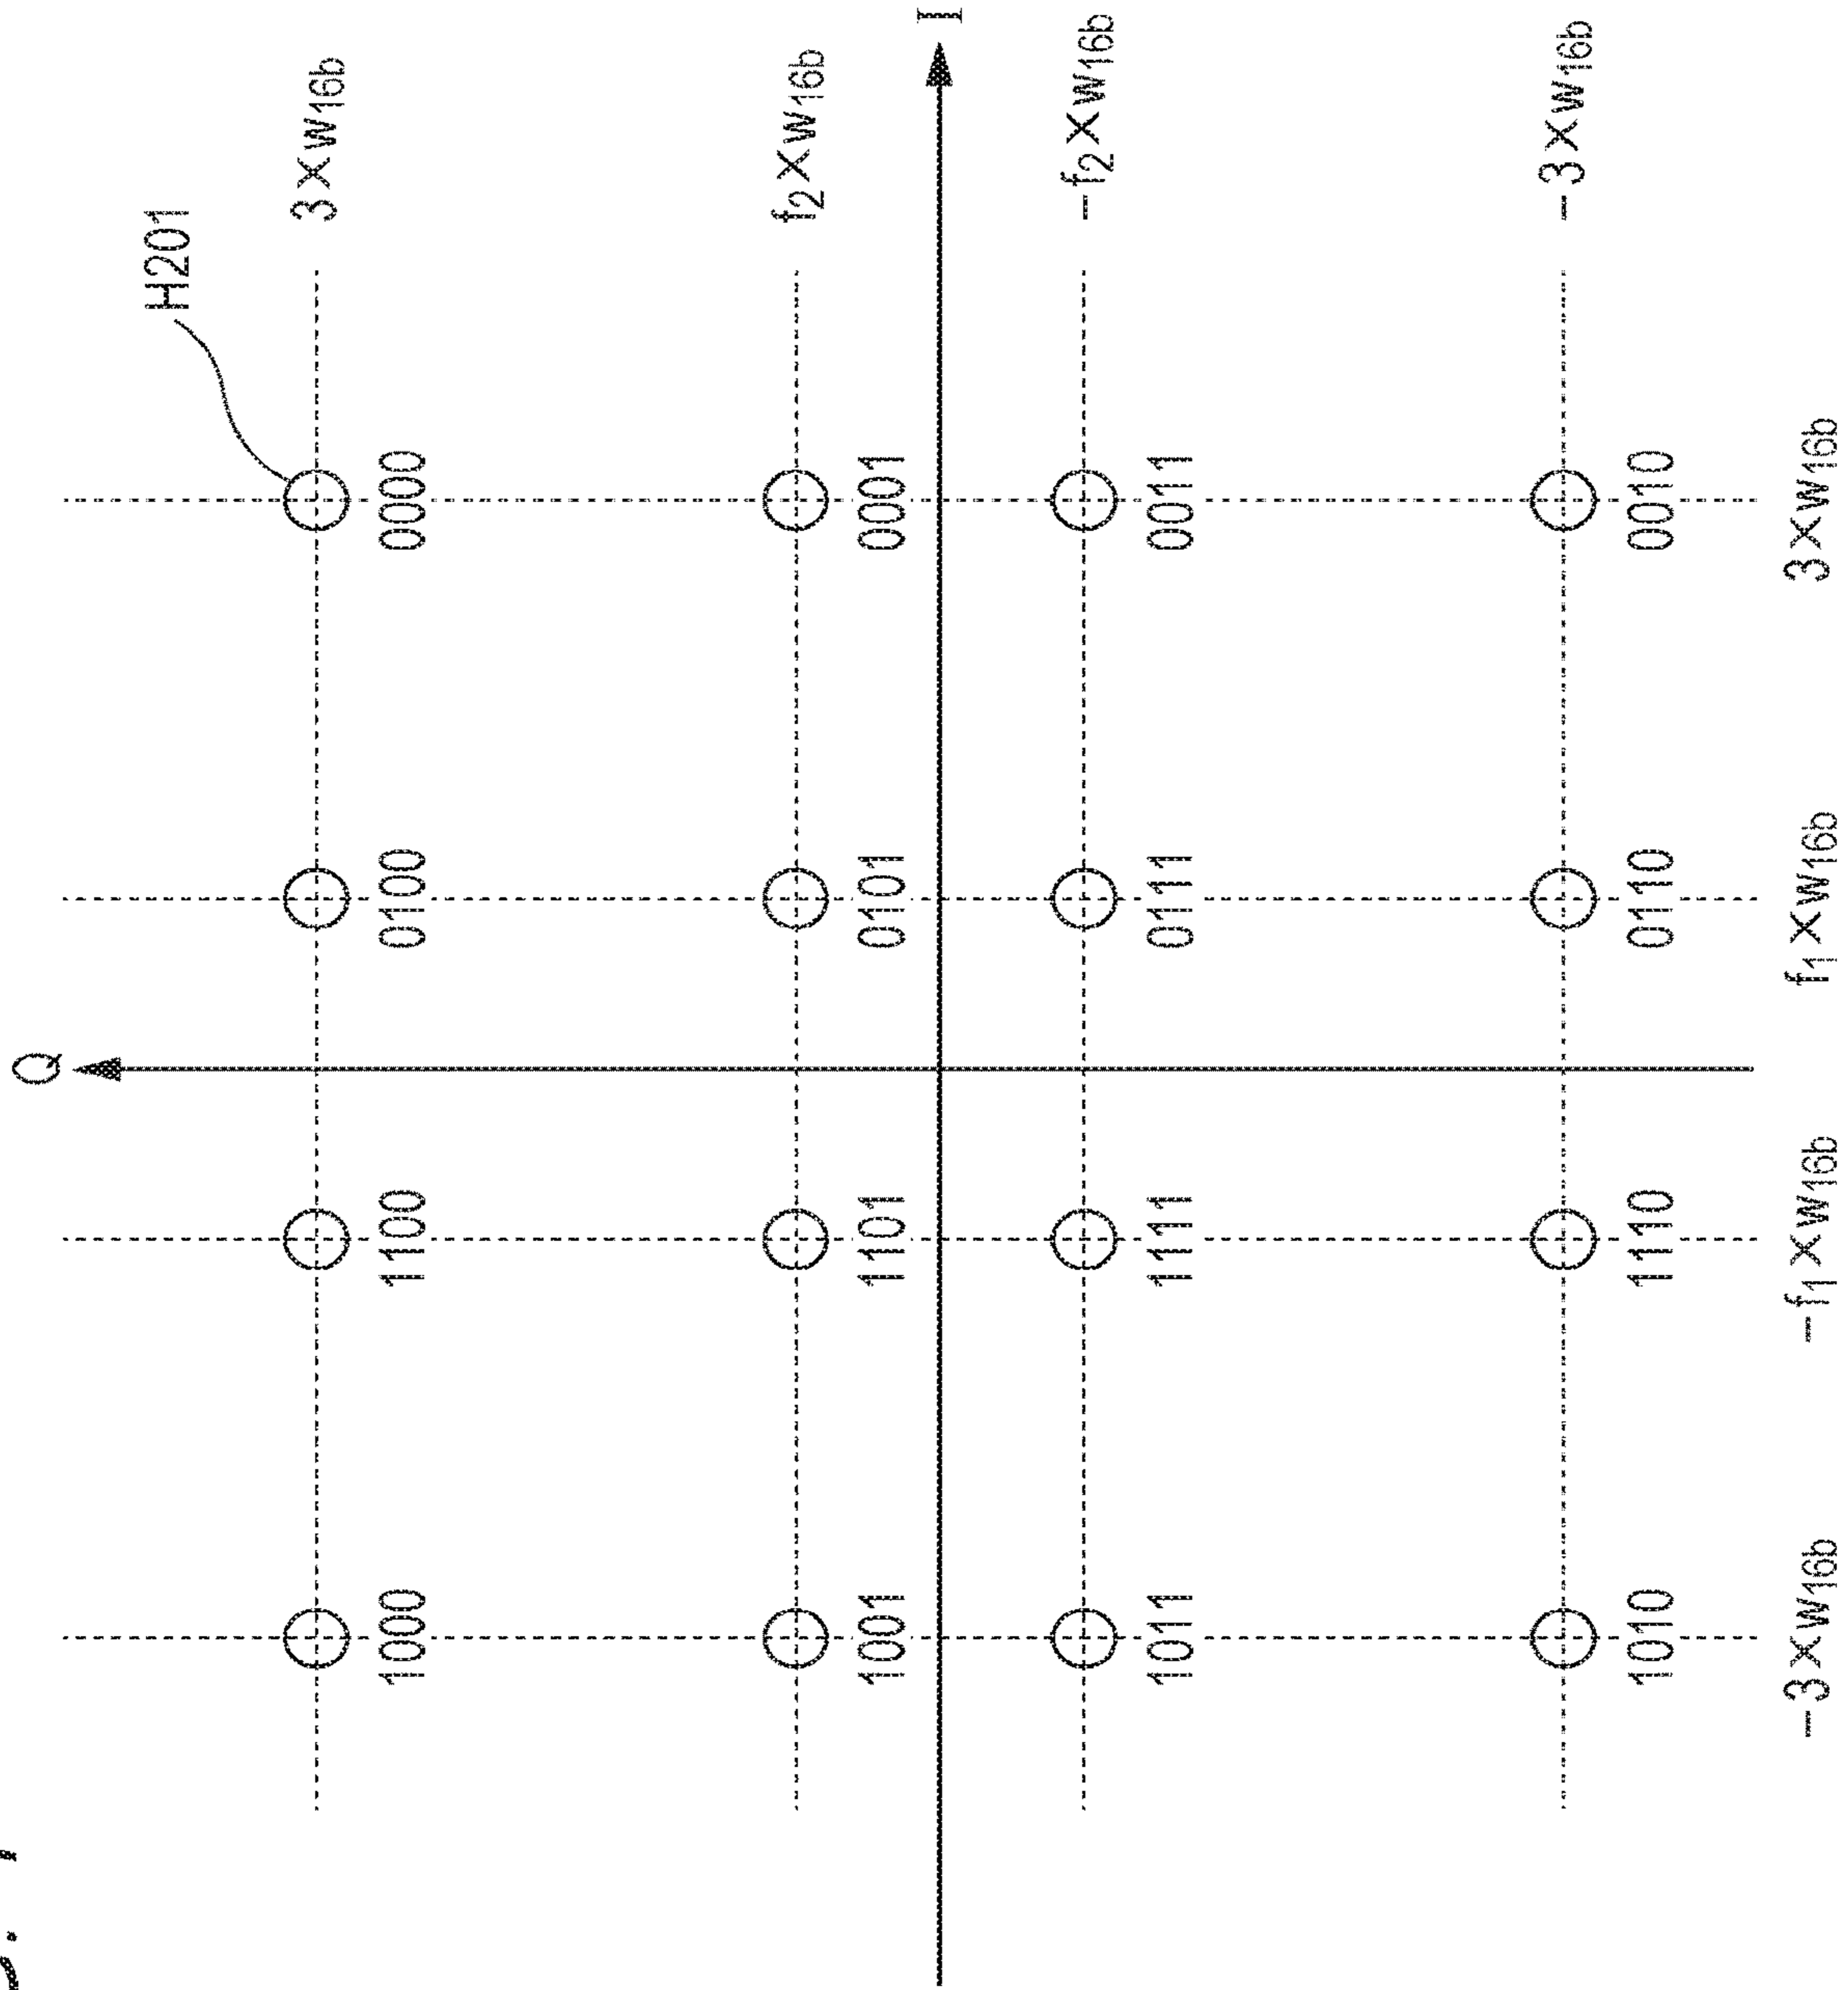 Q
H201
3×w₁₆b
1000 1100 0100 0000
f₂×w₁₆b
1001 1101 0101 0001
I
-f₂×w₁₆b
1011 1111 0111 0011
-3×w₁₆b
1010 1110 0110 0010
-3×w₁₆b -f₁×w₁₆b f₁×w₁₆b 3×w₁₆b